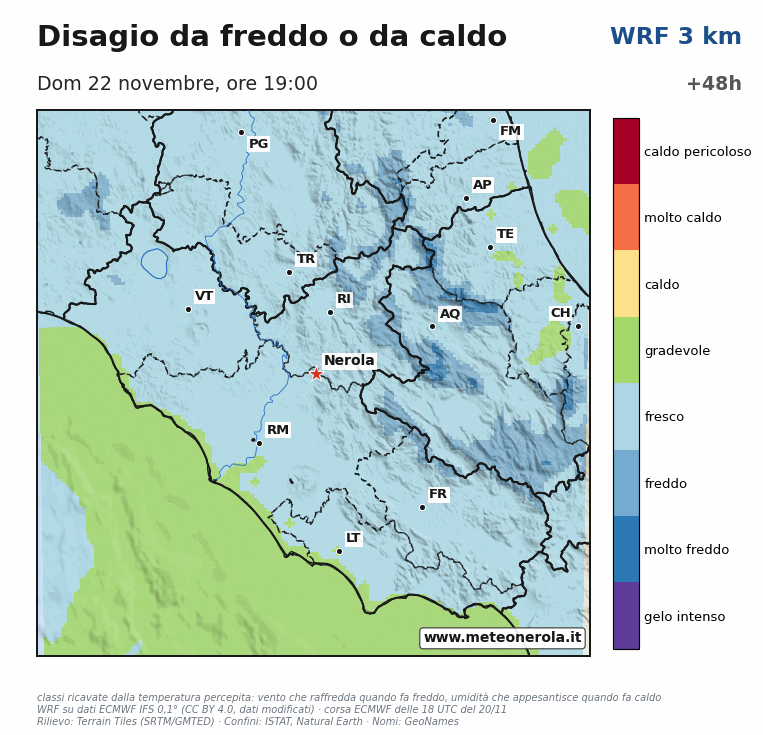 Disagio da freddo o da caldo
WRF 3 km
Dom 22 novembre, ore 19:00
+48h
FM
PG
AP
TE
TR
VT
RI
AQ
CH
Nerola
RM
FR
LT
www.meteonerola.it
caldo pericoloso
molto caldo
caldo
gradevole
fresco
freddo
molto freddo
gelo intenso
classi ricavate dalla temperatura percepita: vento che raffredda quando fa freddo, umidità che appesantisce quando fa caldo
WRF su dati ECMWF IFS 0,1° (CC BY 4.0, dati modificati) · corsa ECMWF delle 18 UTC del 20/11
Rilievo: Terrain Tiles (SRTM/GMTED) · Confini: ISTAT, Natural Earth · Nomi: GeoNames